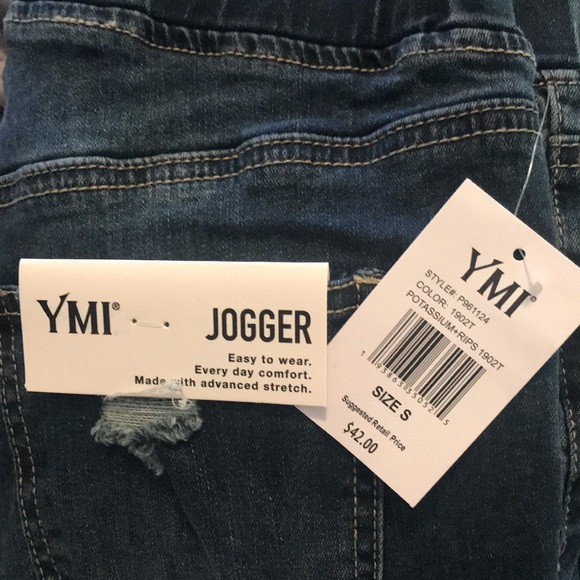 YMI®
JOGGER
Easy to wear.
Every day comfort.
Made with advanced stretch.
YMI®
STYLE#: P961124
COLOR: 1902T
POTASSIUM+RIPS 1902T
SIZE S
Suggested Retail Price
$42.00